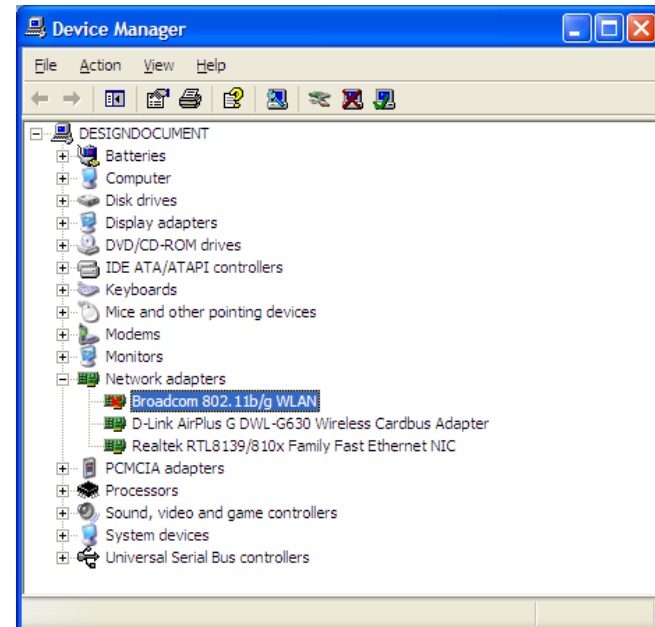 Device Manager
File Action View Help
DESIGNDOCUMENT
Batteries
Computer
Disk drives
Display adapters
DVD/CD-ROM drives
IDE ATA/ATAPI controllers
Keyboards
Mice and other pointing devices
Modems
Monitors
Network adapters
Broadcom 802.11b/g WLAN
D-Link AirPlus G DWL-G630 Wireless Cardbus Adapter
Realtek RTL8139/810x Family Fast Ethernet NIC
PCMCIA adapters
Processors
Sound, video and game controllers
System devices
Universal Serial Bus controllers